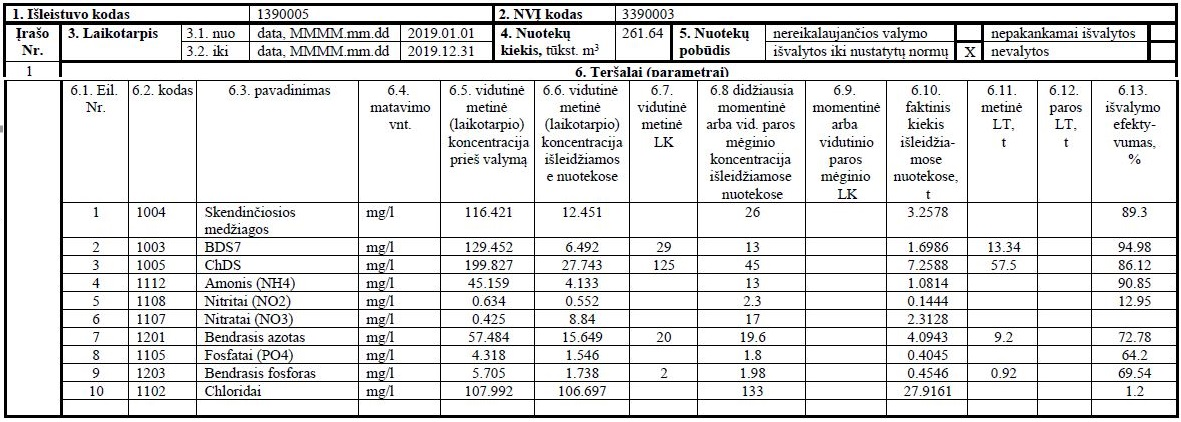 1. Išleistuvo kodas 1390005 2. NVĮ kodas 3390003
Įrašo Nr. 3. Laikotarpis 3.1. nuo data, MMMM.mm.dd 2019.01.01 4. Nuotekų kiekis, tūkst. m³ 261.64 5. Nuotekų pobūdis nereikalaujančios valymo nepakankamai išvalytos
3.2. iki data, MMMM.mm.dd 2019.12.31 išvalytos iki nustatytų normų X nevalytos
1 6. Teršalai (parametrai)
6.1. Eil. Nr. 6.2. kodas 6.3. pavadinimas 6.4. matavimo vnt. 6.5. vidutinė metinė (laikotarpio) koncentracija prieš valymą 6.6. vidutinė metinė (laikotarpio) koncentracija išleidžiamos e nuotekose 6.7. vidutinė metinė LK 6.8 didžiausia momentinė arba vid. paros mėginio koncentracija išleidžiamose nuotekose 6.9. momentinė arba vidutinio paros mėginio LK 6.10. faktinis kiekis išleidžia-mose nuotekose, t 6.11. metinė LT, t 6.12. paros LT, t 6.13. išvalymo efekty-vumas, %
1 1004 Skendinčiosios medžiagos mg/l 116.421 12.451 26 3.2578 89.3
2 1003 BDS7 mg/l 129.452 6.492 29 13 1.6986 13.34 94.98
3 1005 ChDS mg/l 199.827 27.743 125 45 7.2588 57.5 86.12
4 1112 Amonis (NH4) mg/l 45.159 4.133 13 1.0814 90.85
5 1108 Nitritai (NO2) mg/l 0.634 0.552 2.3 0.1444 12.95
6 1107 Nitratai (NO3) mg/l 0.425 8.84 17 2.3128
7 1201 Bendrasis azotas mg/l 57.484 15.649 20 19.6 4.0943 9.2 72.78
8 1105 Fosfatai (PO4) mg/l 4.318 1.546 1.8 0.4045 64.2
9 1203 Bendrasis fosforas mg/l 5.705 1.738 2 1.98 0.4546 0.92 69.54
10 1102 Chloridai mg/l 107.992 106.697 133 27.9161 1.2